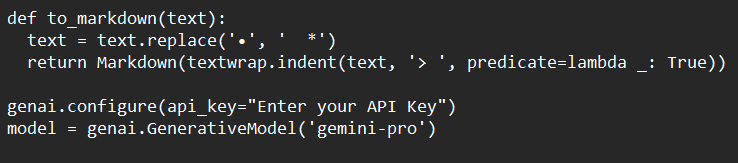 def to_markdown(text):
  text = text.replace('•', '  *')
  return Markdown(textwrap.indent(text, '> ', predicate=lambda _: True))

genai.configure(api_key="Enter your API Key")
model = genai.GenerativeModel('gemini-pro')